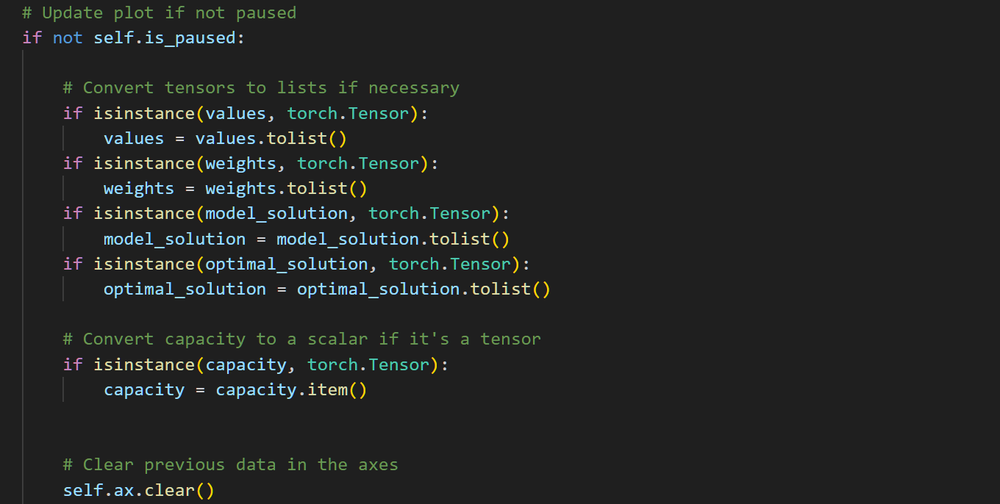 # Update plot if not paused
if not self.is_paused:
# Convert tensors to lists if necessary
if isinstance(values, torch.Tensor):
values = values.tolist()
if isinstance(weights, torch.Tensor):
weights = weights.tolist()
if isinstance(model_solution, torch.Tensor):
model_solution = model_solution.tolist()
if isinstance(optimal_solution, torch.Tensor):
optimal_solution = optimal_solution.tolist()
# Convert capacity to a scalar if it's a tensor
if isinstance(capacity, torch.Tensor):
capacity = capacity.item()
# Clear previous data in the axes
self.ax.clear()